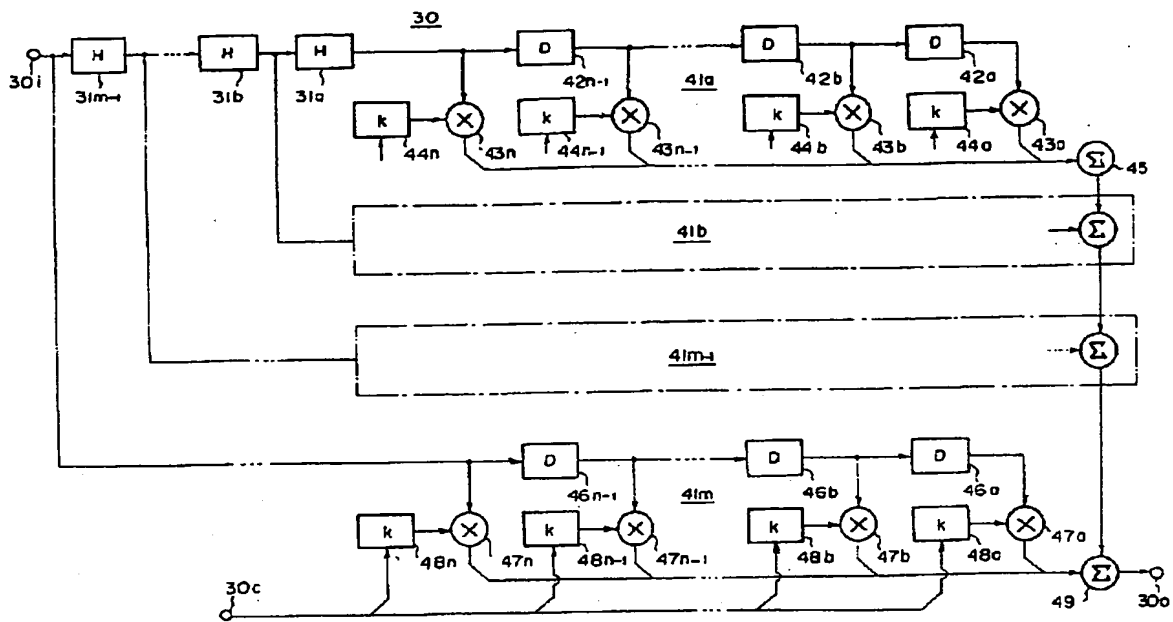 30
H H H D D D
30i 31m-1 31b 31a 42n-1 41a 42b 42a
k × k × k × k ×
44n 43n 44n-1 43n-1 44b 43b 44a 43a
Σ
45
41b Σ
41m-1 Σ
D D D
46n-1 41m 46b 46a
k × k × k × k × 47a
48n 47n 48n-1 47n-1 48b 47b 48a
30c Σ
49 30o